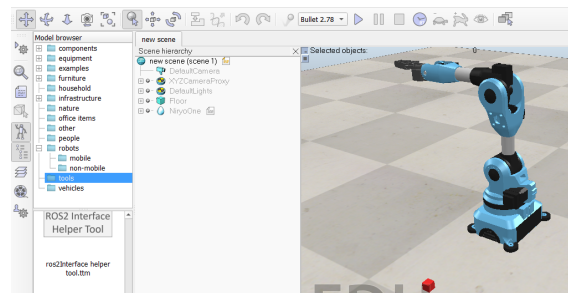 Bullet 2.78
Model browser
components
equipment
examples
furniture
household
infrastructure
nature
office items
other
people
robots
mobile
non-mobile
tools
vehicles
ROS2 Interface
Helper Tool
ros2Interface helper
tool.ttm
new scene
Scene hierarchy
new scene (scene 1)
DefaultCamera
XYZCameraProxy
DefaultLights
Floor
NiryoOne
Selected objects:
0